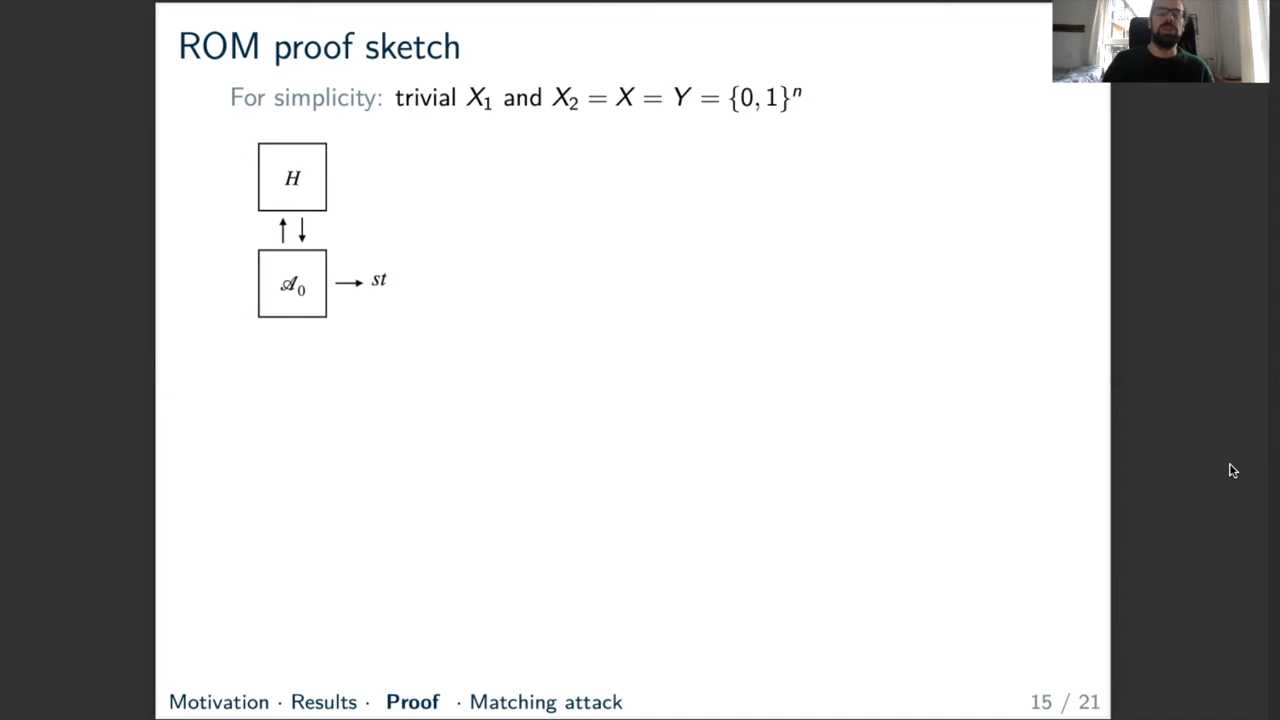 ROM proof sketch
For simplicity: trivial X₁ and X₂ = X = Y = {0, 1}ⁿ
H
𝒜₀ → st
Motivation · Results · Proof · Matching attack 15 / 21